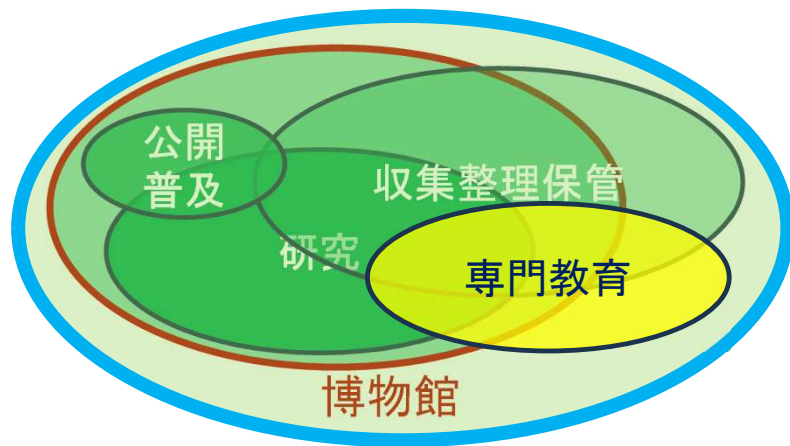 公開
普及
収集整理保管
研究
専門教育
博物館